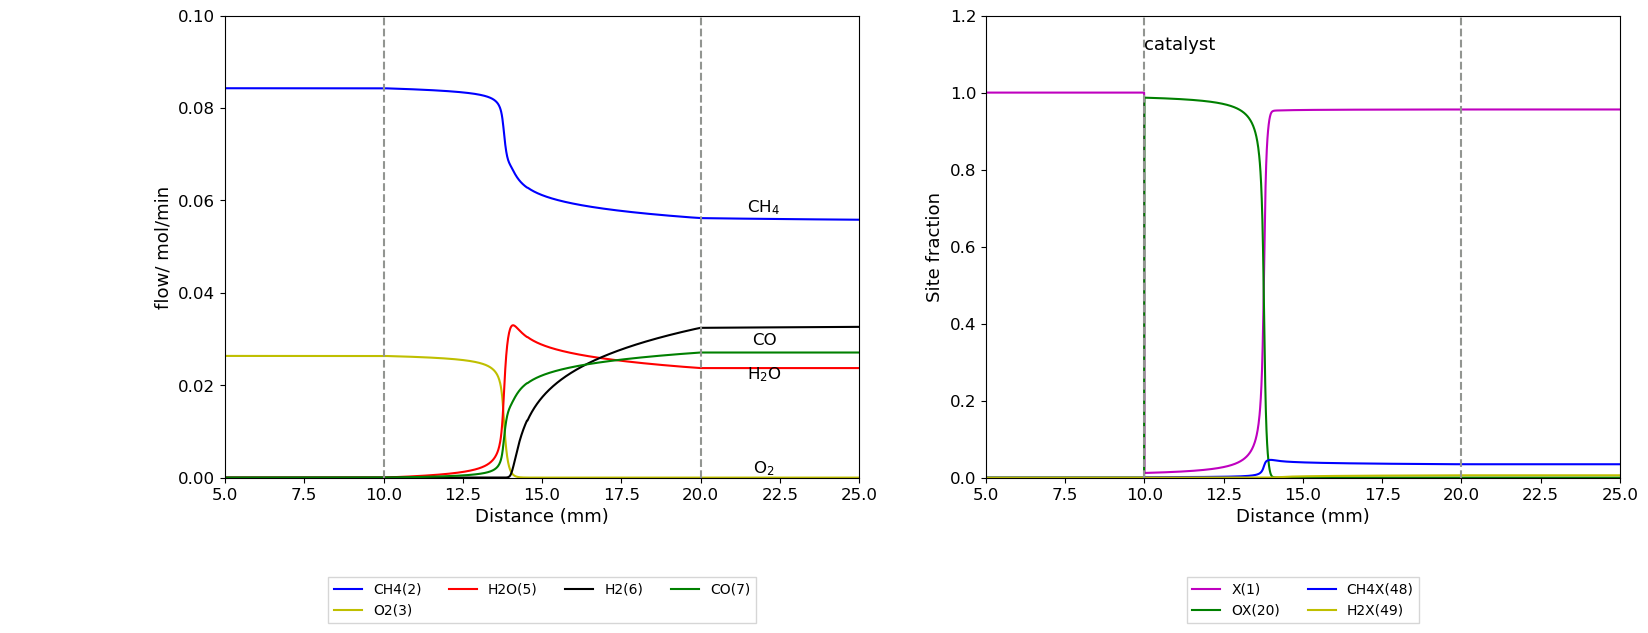 0.10
0.08
0.06
0.04
0.02
0.00
flow/ mol/min
CH4
CO
H2O
O2
5.0 7.5 10.0 12.5 15.0 17.5 20.0 22.5 25.0
Distance (mm)
CH4(2) H2O(5) H2(6) CO(7)
O2(3)
1.2
1.0
0.8
0.6
0.4
0.2
0.0
Site fraction
catalyst
5.0 7.5 10.0 12.5 15.0 17.5 20.0 22.5 25.0
Distance (mm)
X(1) CH4X(48)
OX(20) H2X(49)